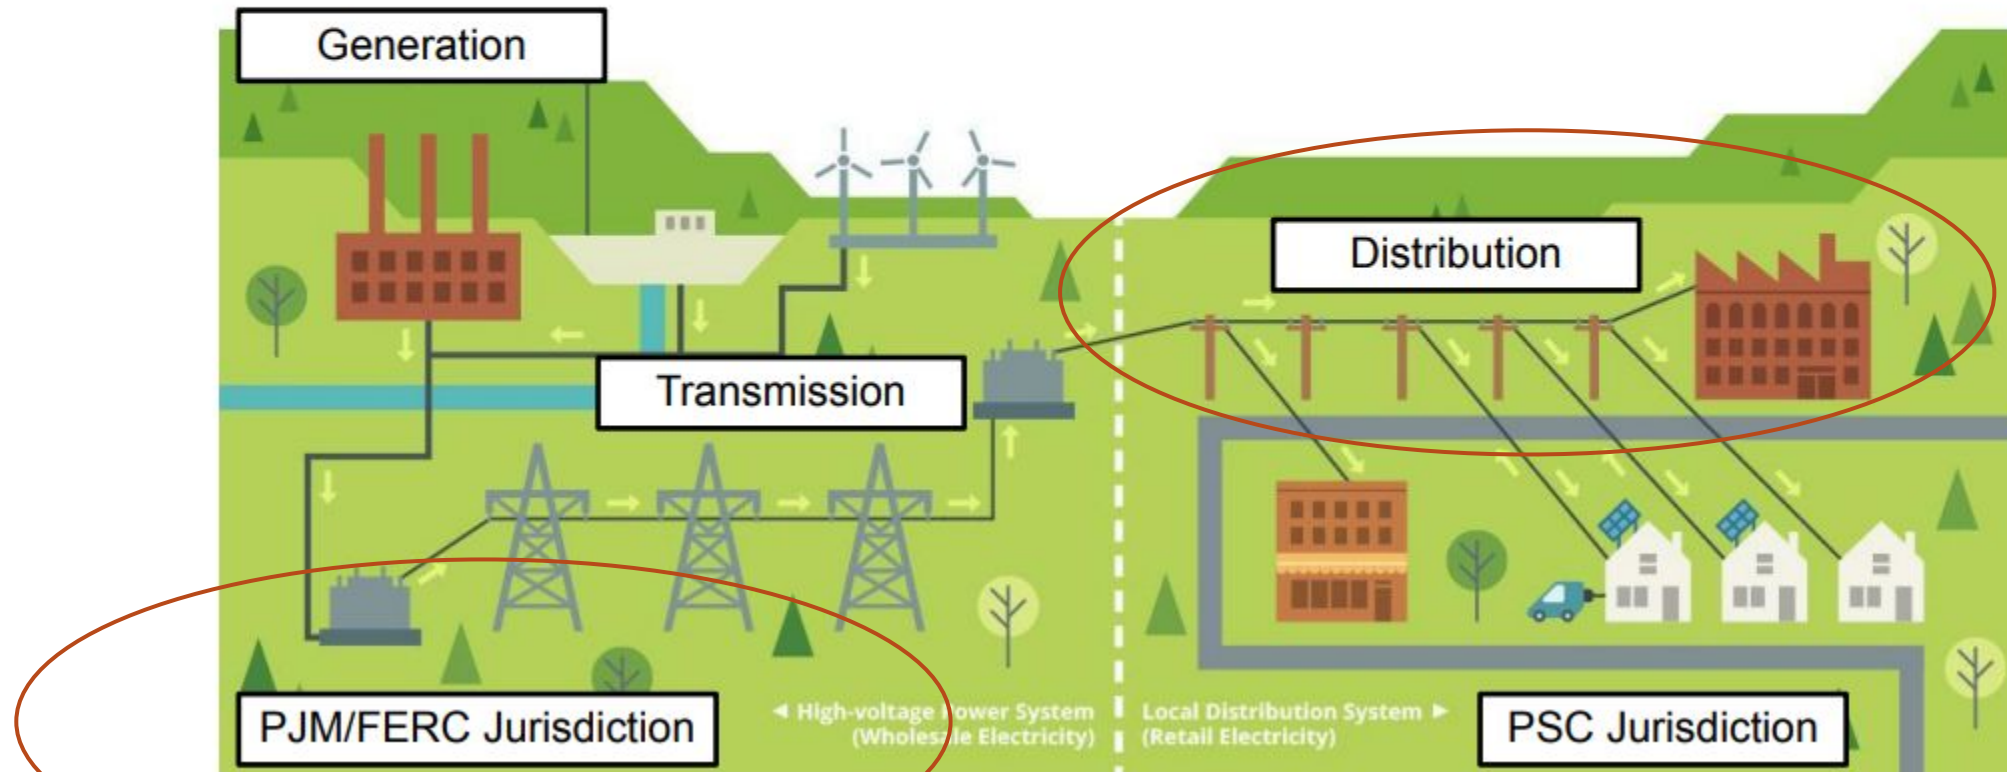 Generation
Distribution
Transmission
PJM/FERC Jurisdiction
◄ High-voltage Power System
(Wholesale Electricity)
Local Distribution System ►
(Retail Electricity)
PSC Jurisdiction